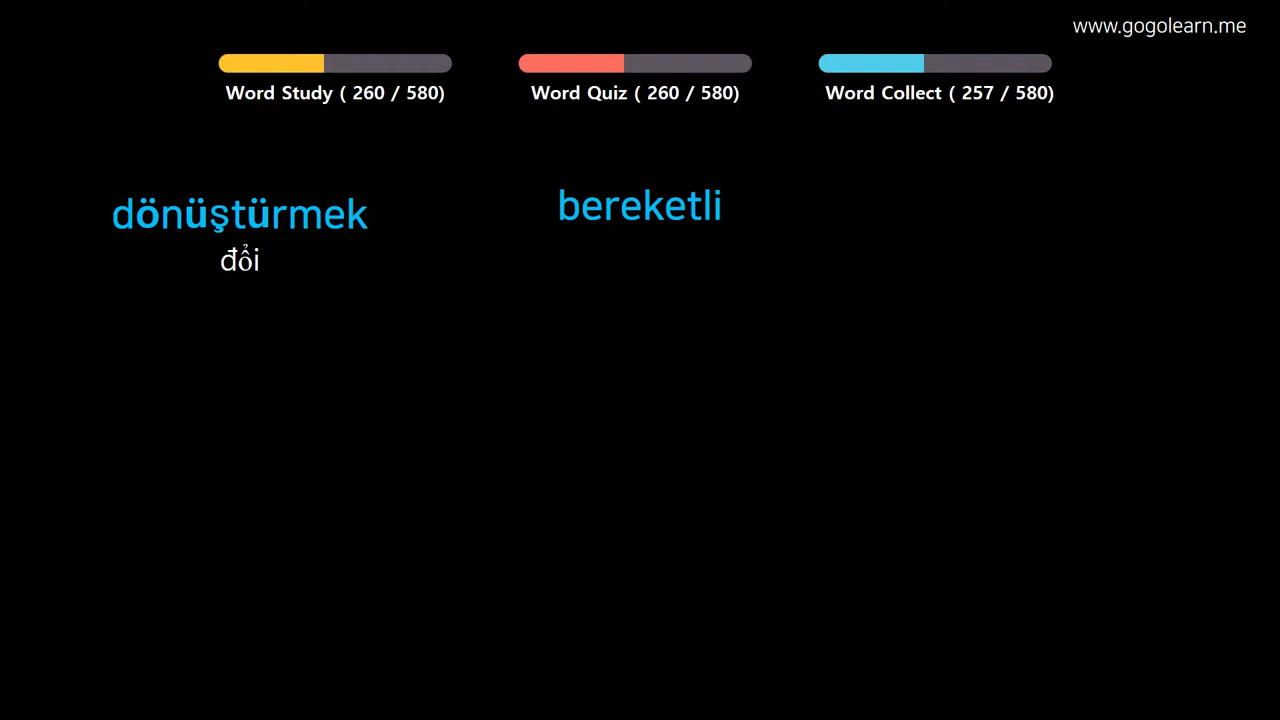 www.gogolearn.me
Word Study ( 260 / 580)
Word Quiz ( 260 / 580)
Word Collect ( 257 / 580)
dönüştürmek
đổi
bereketli